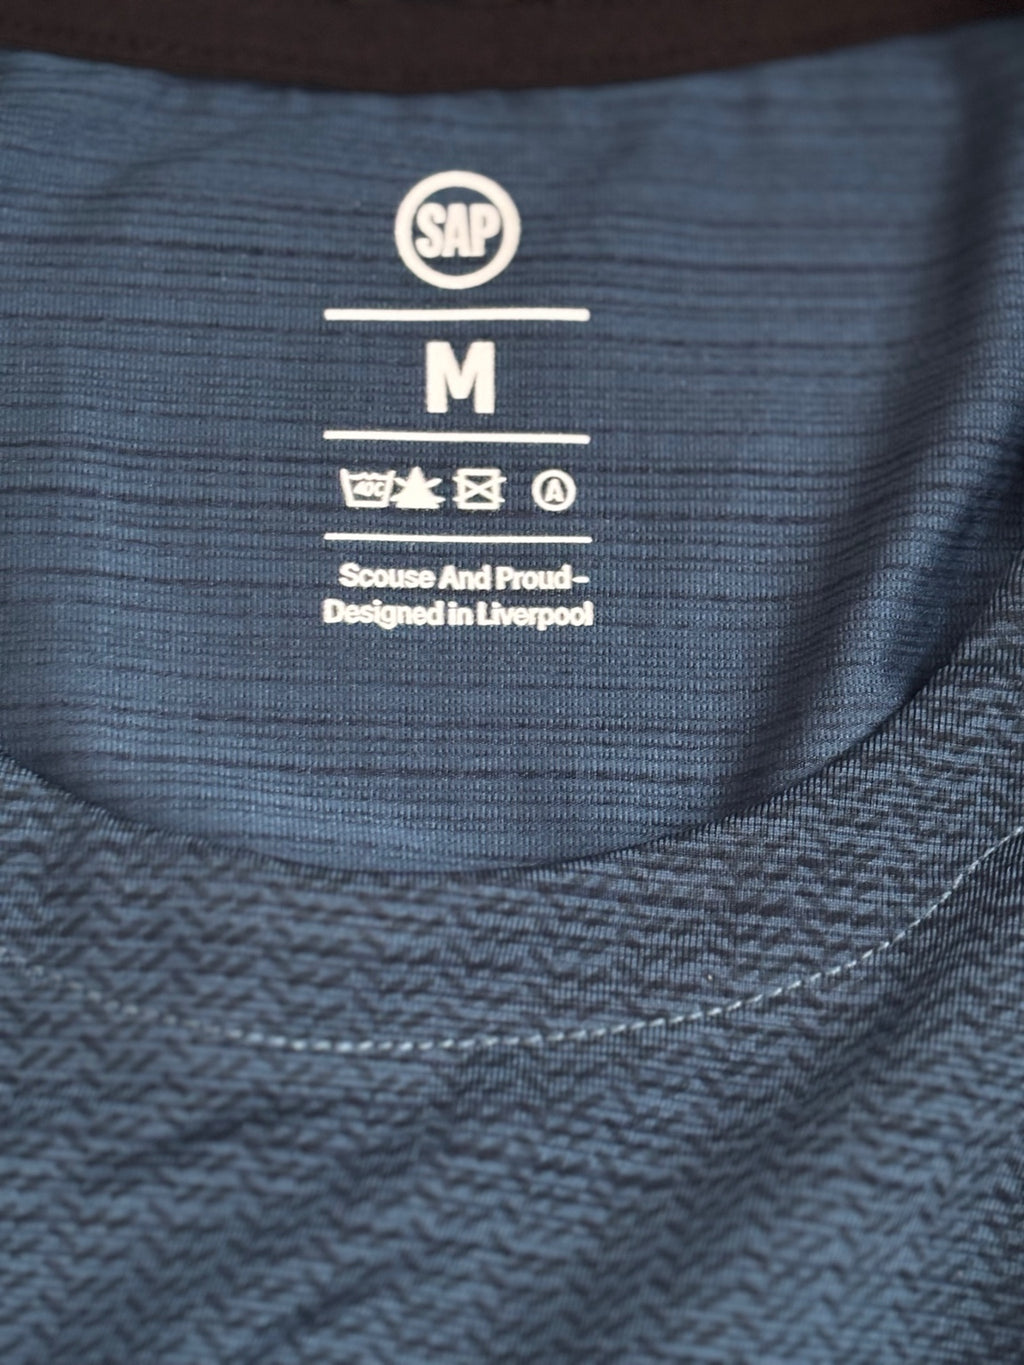 SAP
M
40C A
Scouse And Proud-
Designed in Liverpool